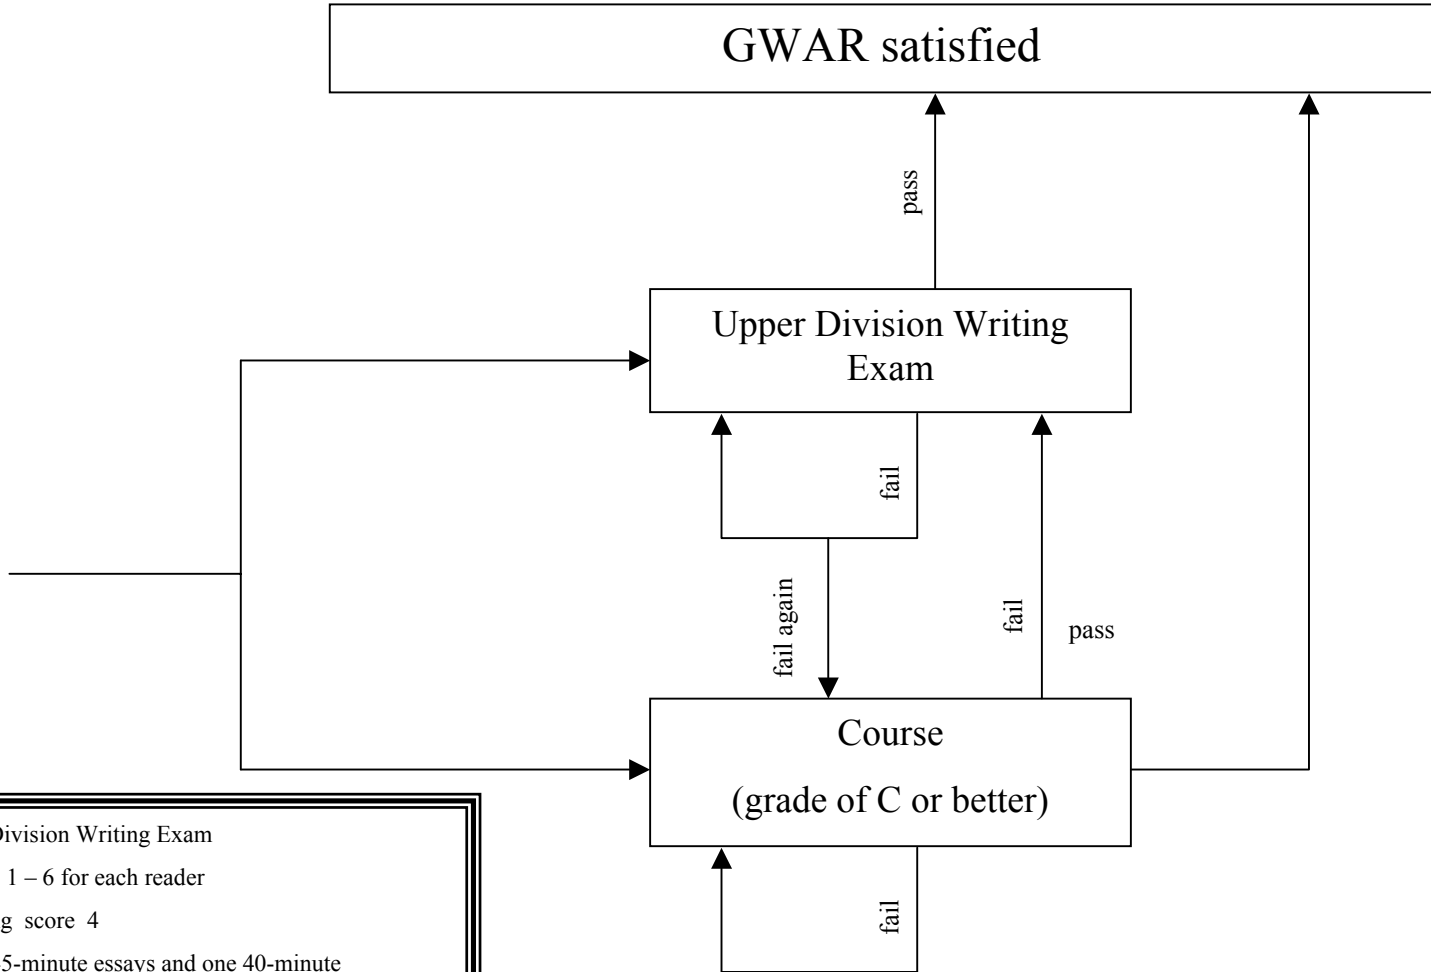 GWAR satisfied
pass
Upper Division Writing
Exam
fail
fail again
fail
pass
Course
(grade of C or better)
fail
Division Writing Exam
1 – 6 for each reader
score 4
5-minute essays and one 40-minute